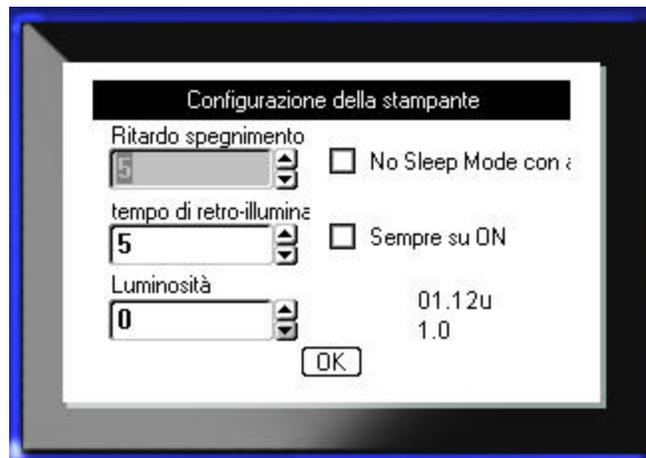 Configurazione della stampante
Ritardo spegnimento
5
No Sleep Mode con
tempo di retro-illumina
5
Sempre su ON
Luminosità
0
01.12u
1.0
OK